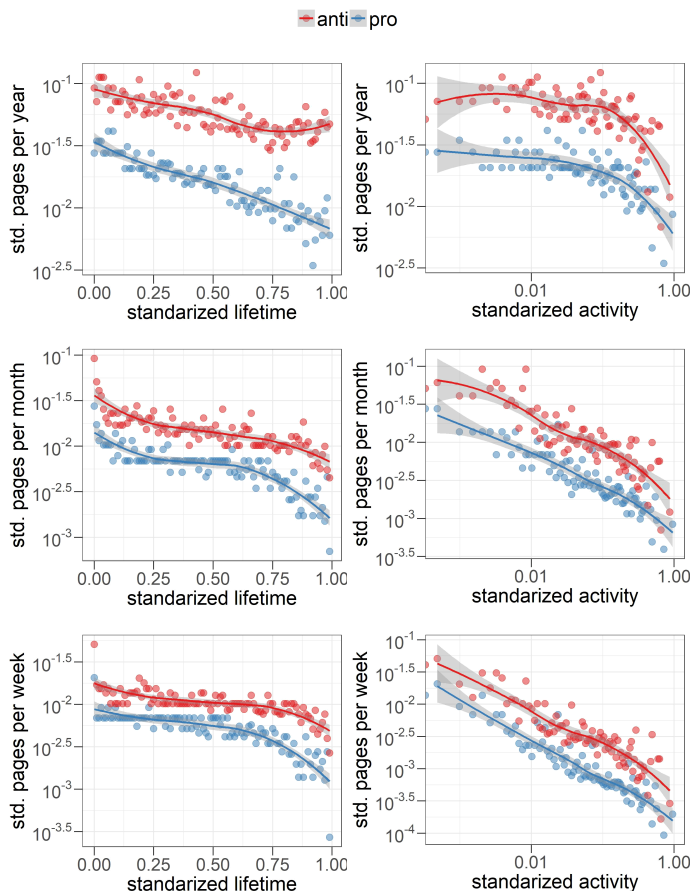 anti pro
std. pages per year
10^-1
10^-1.5
10^-2
10^-2.5
0.00 0.25 0.50 0.75 1.00
standarized lifetime
std. pages per year
10^-1
10^-1.5
10^-2
10^-2.5
0.01 1.00
standarized activity
std. pages per month
10^-1
10^-1.5
10^-2
10^-2.5
10^-3
0.00 0.25 0.50 0.75 1.00
standarized lifetime
std. pages per month
10^-1
10^-1.5
10^-2
10^-2.5
10^-3
10^-3.5
0.01 1.00
standarized activity
std. pages per week
10^-1.5
10^-2
10^-2.5
10^-3
10^-3.5
0.00 0.25 0.50 0.75 1.00
standarized lifetime
std. pages per week
10^-1
10^-1.5
10^-2
10^-2.5
10^-3
10^-3.5
10^-4
0.01 1.00
standarized activity